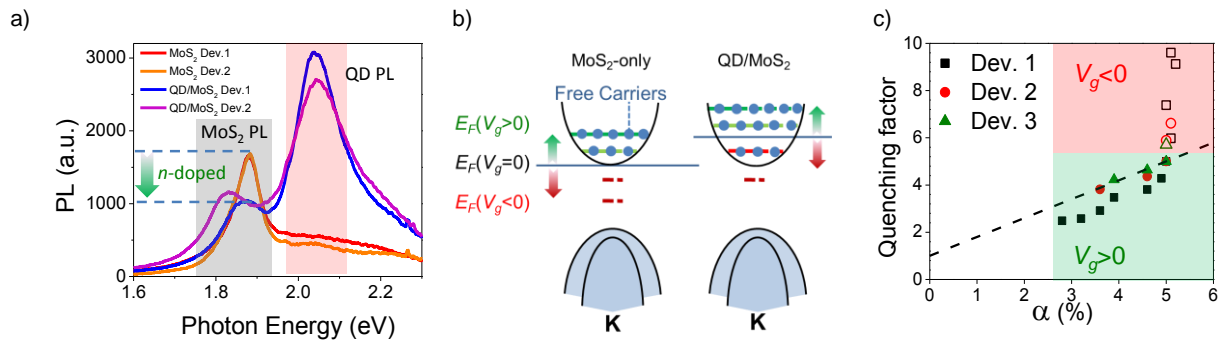 a)
3000
2000
1000
0
PL (a.u.)
MoS2 Dev.1
MoS2 Dev.2
QD/MoS2 Dev.1
QD/MoS2 Dev.2
QD PL
MoS2 PL
n-doped
1.6 1.8 2.0 2.2
Photon Energy (eV)
b)
MoS2-only QD/MoS2
Free Carriers
EF(Vg>0)
EF(Vg=0)
EF(Vg<0)
K K
c)
10
8
6
4
2
0
Quenching factor
Dev. 1
Dev. 2
Dev. 3
Vg<0
Vg>0
0 1 2 3 4 5 6
α (%)